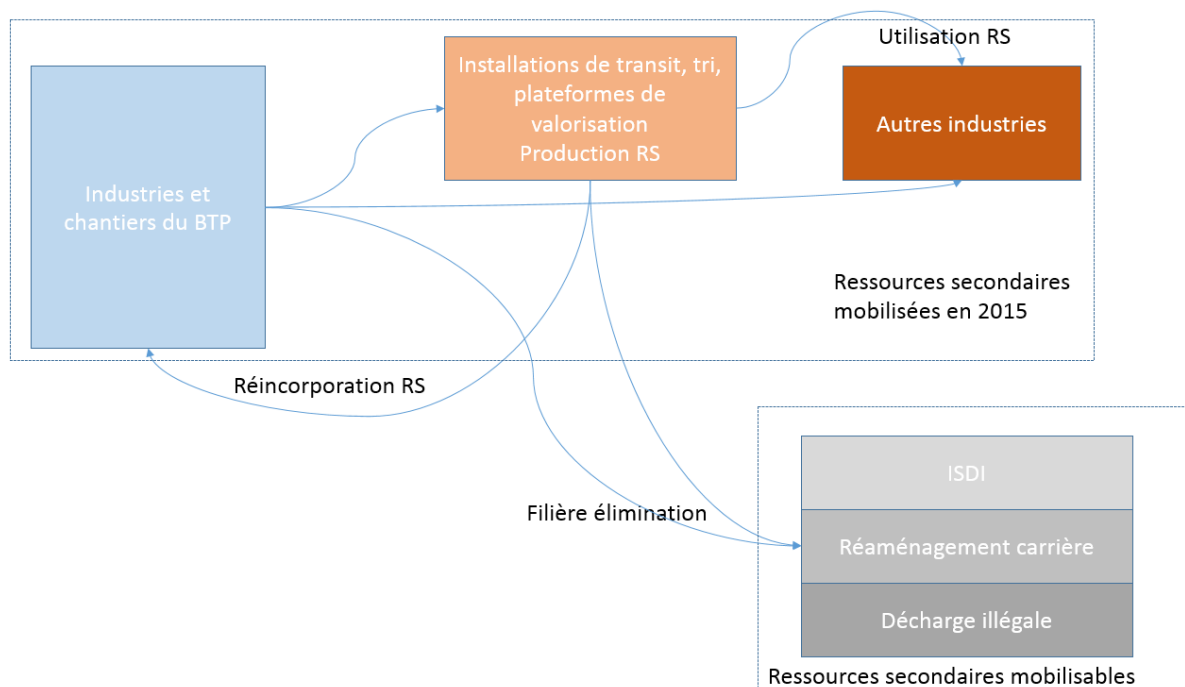 Utilisation RS
Installations de transit, tri,
plateformes de
valorisation
Production RS
Autres industries
Industries et
chantiers du BTP
Ressources secondaires
mobilisées en 2015
Réincorporation RS
ISDI
Filière élimination
Réaménagement carrière
Décharge illégale
Ressources secondaires mobilisables